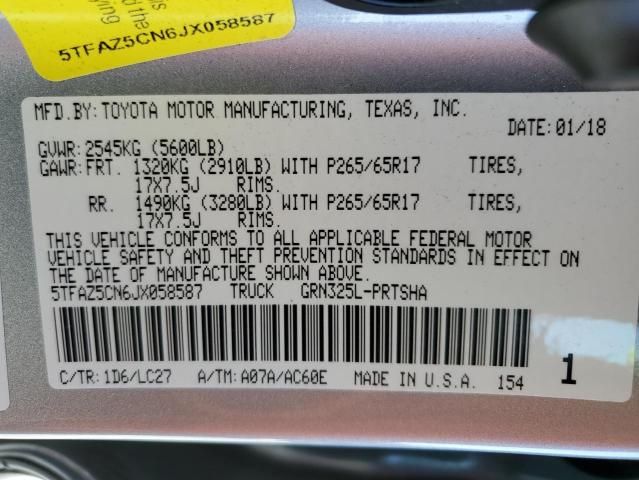 is
d the
ying
5TFAZ5CN6JX058587
MFD.BY: TOYOTA MOTOR MANUFACTURING, TEXAS, INC.
DATE: 01/18
GVWR: 2545KG (5600LB)
GAWR: FRT. 1320KG (2910LB) WITH P265/65R17 TIRES,
17X7.5J RIMS.
RR. 1490KG (3280LB) WITH P265/65R17 TIRES,
17X7.5J RIMS.
THIS VEHICLE CONFORMS TO ALL APPLICABLE FEDERAL MOTOR
VEHICLE SAFETY AND THEFT PREVENTION STANDARDS IN EFFECT ON
THE DATE OF MANUFACTURE SHOWN ABOVE.
5TFAZ5CN6JX058587 TRUCK GRN325L-PRTSHA
C/TR: 1D6/LC27 A/TM: A07A/AC60E MADE IN U.S.A. 154 1